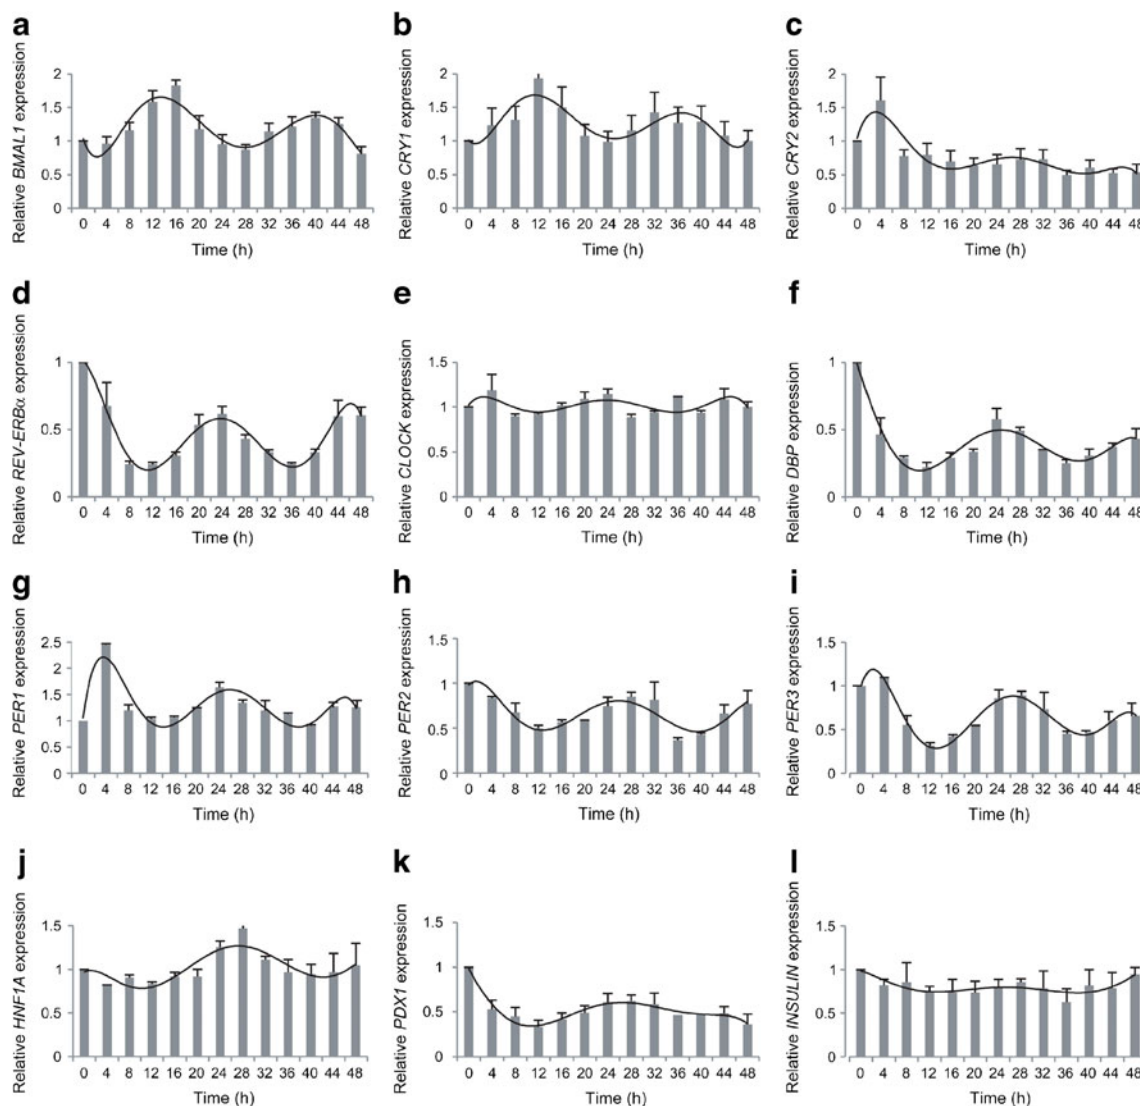 a
b
c
Relative BMAL1 expression
2
1.5
1
0.5
0
0 4 8 12 16 20 24 28 32 36 40 44 48
Time (h)
Relative CRY1 expression
2
1.5
1
0.5
0
0 4 8 12 16 20 24 28 32 36 40 44 48
Time (h)
Relative CRY2 expression
2
1.5
1
0.5
0
0 4 8 12 16 20 24 28 32 36 40 44 48
Time (h)
d
e
f
Relative REV-ERBα expression
1
0.5
0
0 4 8 12 16 20 24 28 32 36 40 44 48
Time (h)
Relative CLOCK expression
1.5
1
0.5
0
0 4 8 12 16 20 24 28 32 36 40 44 48
Time (h)
Relative DBP expression
1
0.5
0
0 4 8 12 16 20 24 28 32 36 40 44 48
Time (h)
g
h
i
Relative PER1 expression
2.5
2
1.5
1
0.5
0
0 4 8 12 16 20 24 28 32 36 40 44 48
Time (h)
Relative PER2 expression
1.5
1
0.5
0
0 4 8 12 16 20 24 28 32 36 40 44 48
Time (h)
Relative PER3 expression
1.5
1
0.5
0
0 4 8 12 16 20 24 28 32 36 40 44 48
Time (h)
j
k
l
Relative HNF1A expression
1.5
1
0.5
0
0 4 8 12 16 20 24 28 32 36 40 44 48
Time (h)
Relative PDX1 expression
1.5
1
0.5
0
0 4 8 12 16 20 24 28 32 36 40 44 48
Time (h)
Relative INSULIN expression
1.5
1
0.5
0
0 4 8 12 16 20 24 28 32 36 40 44 48
Time (h)